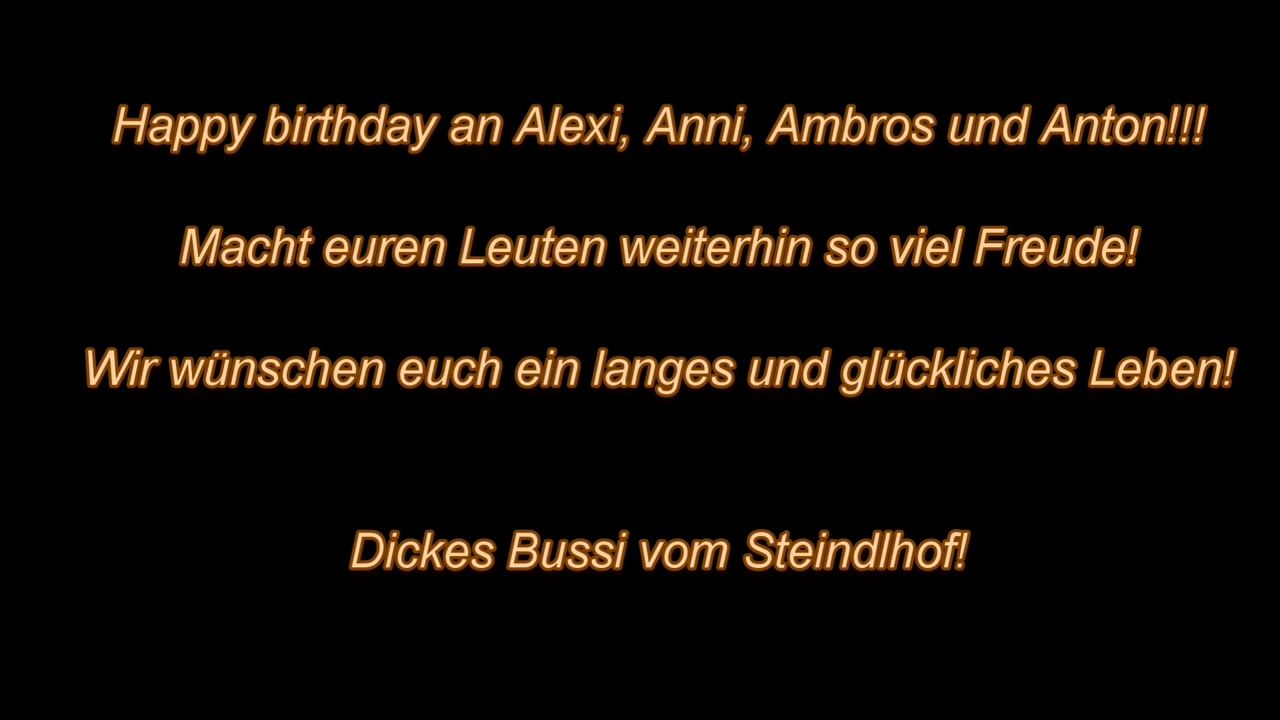 Happy birthday an Alexi, Anni, Ambros und Anton!!!
Macht euren Leuten weiterhin so viel Freude!
Wir wünschen euch ein langes und glückliches Leben!
Dickes Bussi vom Steindlhof!